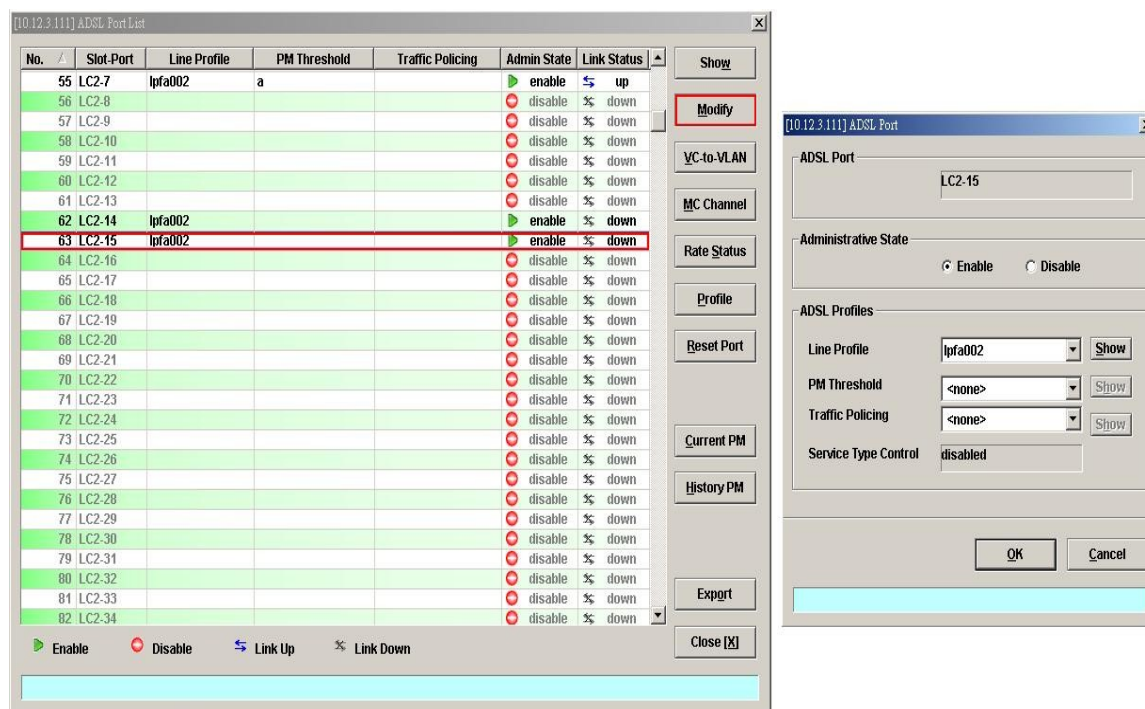 [10.12.3.111] ADSL Port List
No. Slot-Port Line Profile PM Threshold Traffic Policing Admin State Link Status
55 LC2-7 lpfa002 a enable up
56 LC2-8 disable down
57 LC2-9 disable down
58 LC2-10 disable down
59 LC2-11 disable down
60 LC2-12 disable down
61 LC2-13 disable down
62 LC2-14 lpfa002 enable down
63 LC2-15 lpfa002 enable down
64 LC2-16 disable down
65 LC2-17 disable down
66 LC2-18 disable down
67 LC2-19 disable down
68 LC2-20 disable down
69 LC2-21 disable down
70 LC2-22 disable down
71 LC2-23 disable down
72 LC2-24 disable down
73 LC2-25 disable down
74 LC2-26 disable down
75 LC2-27 disable down
76 LC2-28 disable down
77 LC2-29 disable down
78 LC2-30 disable down
79 LC2-31 disable down
80 LC2-32 disable down
81 LC2-33 disable down
82 LC2-34 disable down
Enable Disable Link Up Link Down
Show
Modify
VC-to-VLAN
MC Channel
Rate Status
Profile
Reset Port
Current PM
History PM
Export
Close [X]
[10.12.3.111] ADSL Port
ADSL Port
LC2-15
Administrative State
Enable Disable
ADSL Profiles
Line Profile lpfa002 Show
PM Threshold <none> Show
Traffic Policing <none> Show
Service Type Control disabled
OK Cancel